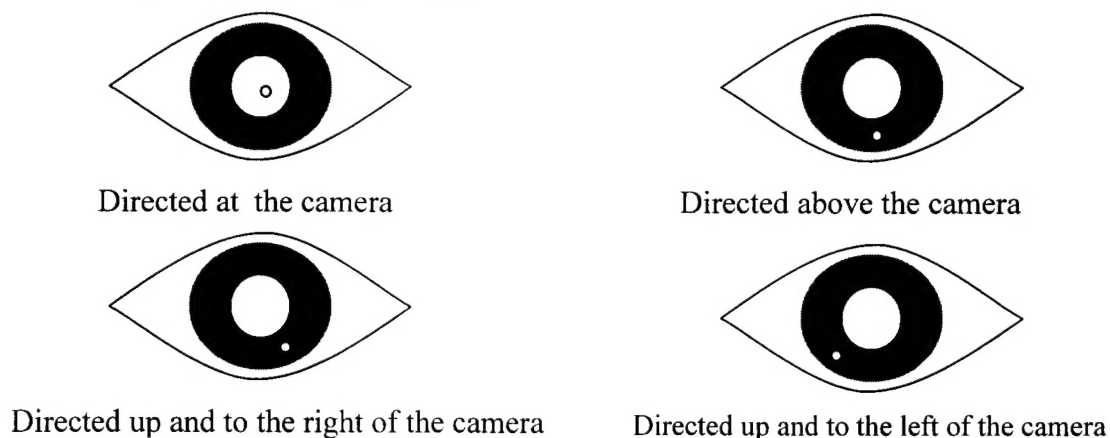 Directed at the camera
Directed above the camera
Directed up and to the right of the camera
Directed up and to the left of the camera